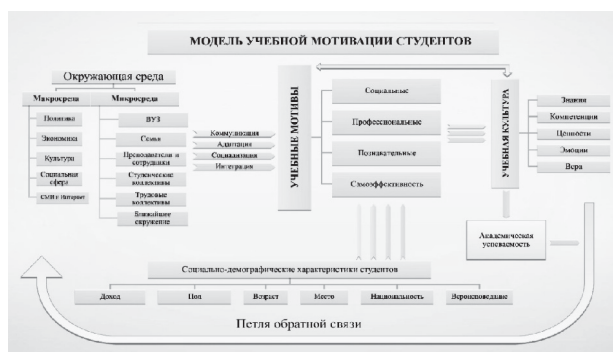 МОДЕЛЬ УЧЕБНОЙ МОТИВАЦИИ СТУДЕНТОВ
Окружающая среда
Макросреда
Микросреда
Политика
Экономика
Культура
Социальная
сфера
СМИ и Интернет
ВУЗ
Семья
Преподаватели и
сотрудники
Студенческие
коллективы
Трудовые
коллективы
Ближайшее
окружение
Коммуникация
Адаптация
Социализация
Интеграция
УЧЕБНЫЕ МОТИВЫ
Социальные
Профессиональные
Познавательные
Самоэффективность
УЧЕБНАЯ КУЛЬТУРА
Знания
Компетенции
Ценности
Эмоции
Вера
Академическая
успеваемость
Социально-демографические характеристики студентов
Доход
Пол
Возраст
Место
Национальность
Вероисповедание
Петля обратной связи